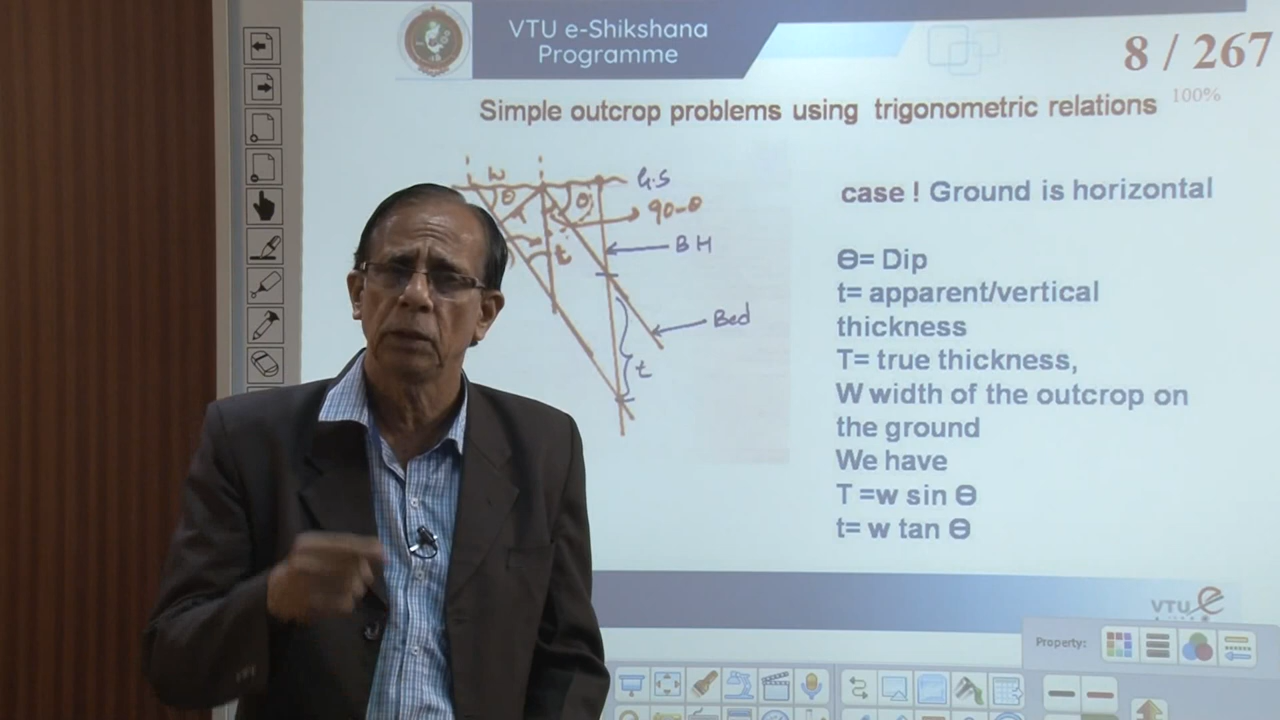 VTU e-Shikshana
Programme
8 / 267
100%
Simple outcrop problems using trigonometric relations
W
G.S
θ
θ
90-θ
t
BH
Bed
t
case ! Ground is horizontal
Ɵ= Dip
t= apparent/vertical
thickness
T= true thickness,
W width of the outcrop on
the ground
We have
T =w sin Ɵ
t= w tan Ɵ
VTU e
Property: